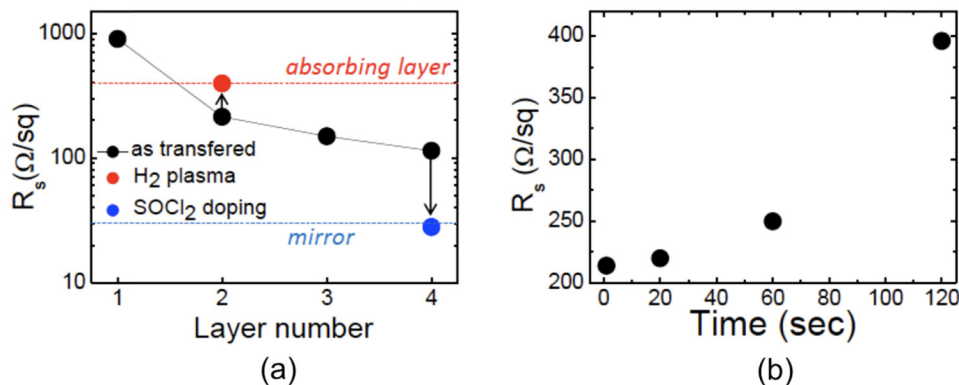 1000
100
10
R_s(Ω/sq)
absorbing layer
as transfered
H₂ plasma
SOCl₂ doping
mirror
1 2 3 4
Layer number
(a)
400
350
300
250
200
R_s (Ω/sq)
0 20 40 60 80 100 120
Time (sec)
(b)